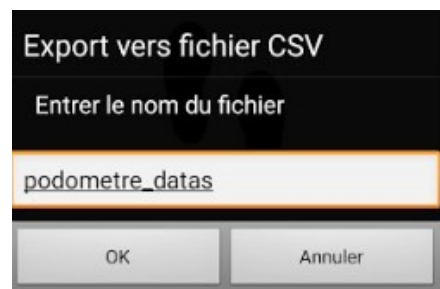 Export vers fichier CSV
Entrer le nom du fichier
podometre_datas
OK Annuler